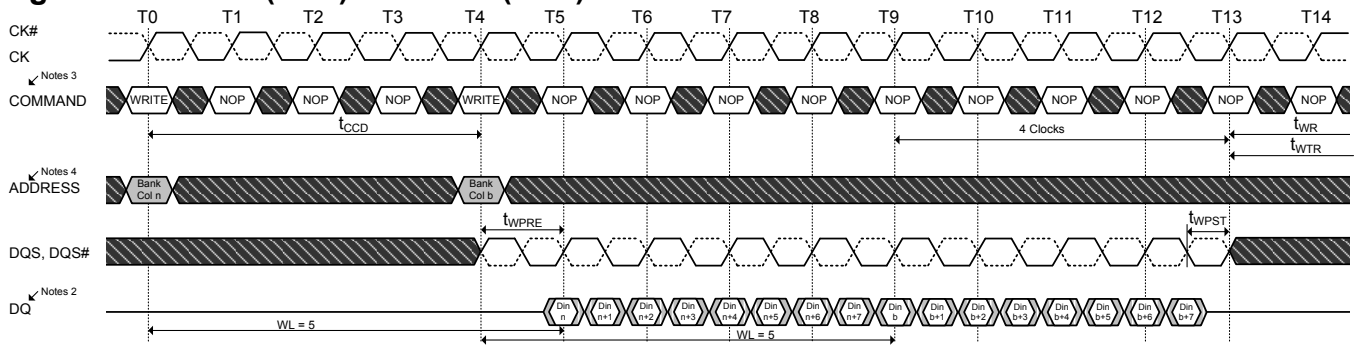 T0 T1 T2 T3 T4 T5 T6 T7 T8 T9 T10 T11 T12 T13 T14
CK#
CK
Notes 3
COMMAND
WRITE NOP NOP NOP WRITE NOP NOP NOP NOP NOP NOP NOP NOP NOP NOP
tCCD
4 Clocks
tWR
tWTR
Notes 4
ADDRESS
Bank Col n
Bank Col b
tWPRE
tWPST
DQS, DQS#
Notes 2
DQ
Din n
Din n+1
Din n+2
Din n+3
Din n+4
Din n+5
Din n+6
Din n+7
Din b
Din b+1
Din b+2
Din b+3
Din b+4
Din b+5
Din b+6
Din b+7
WL = 5
WL = 5